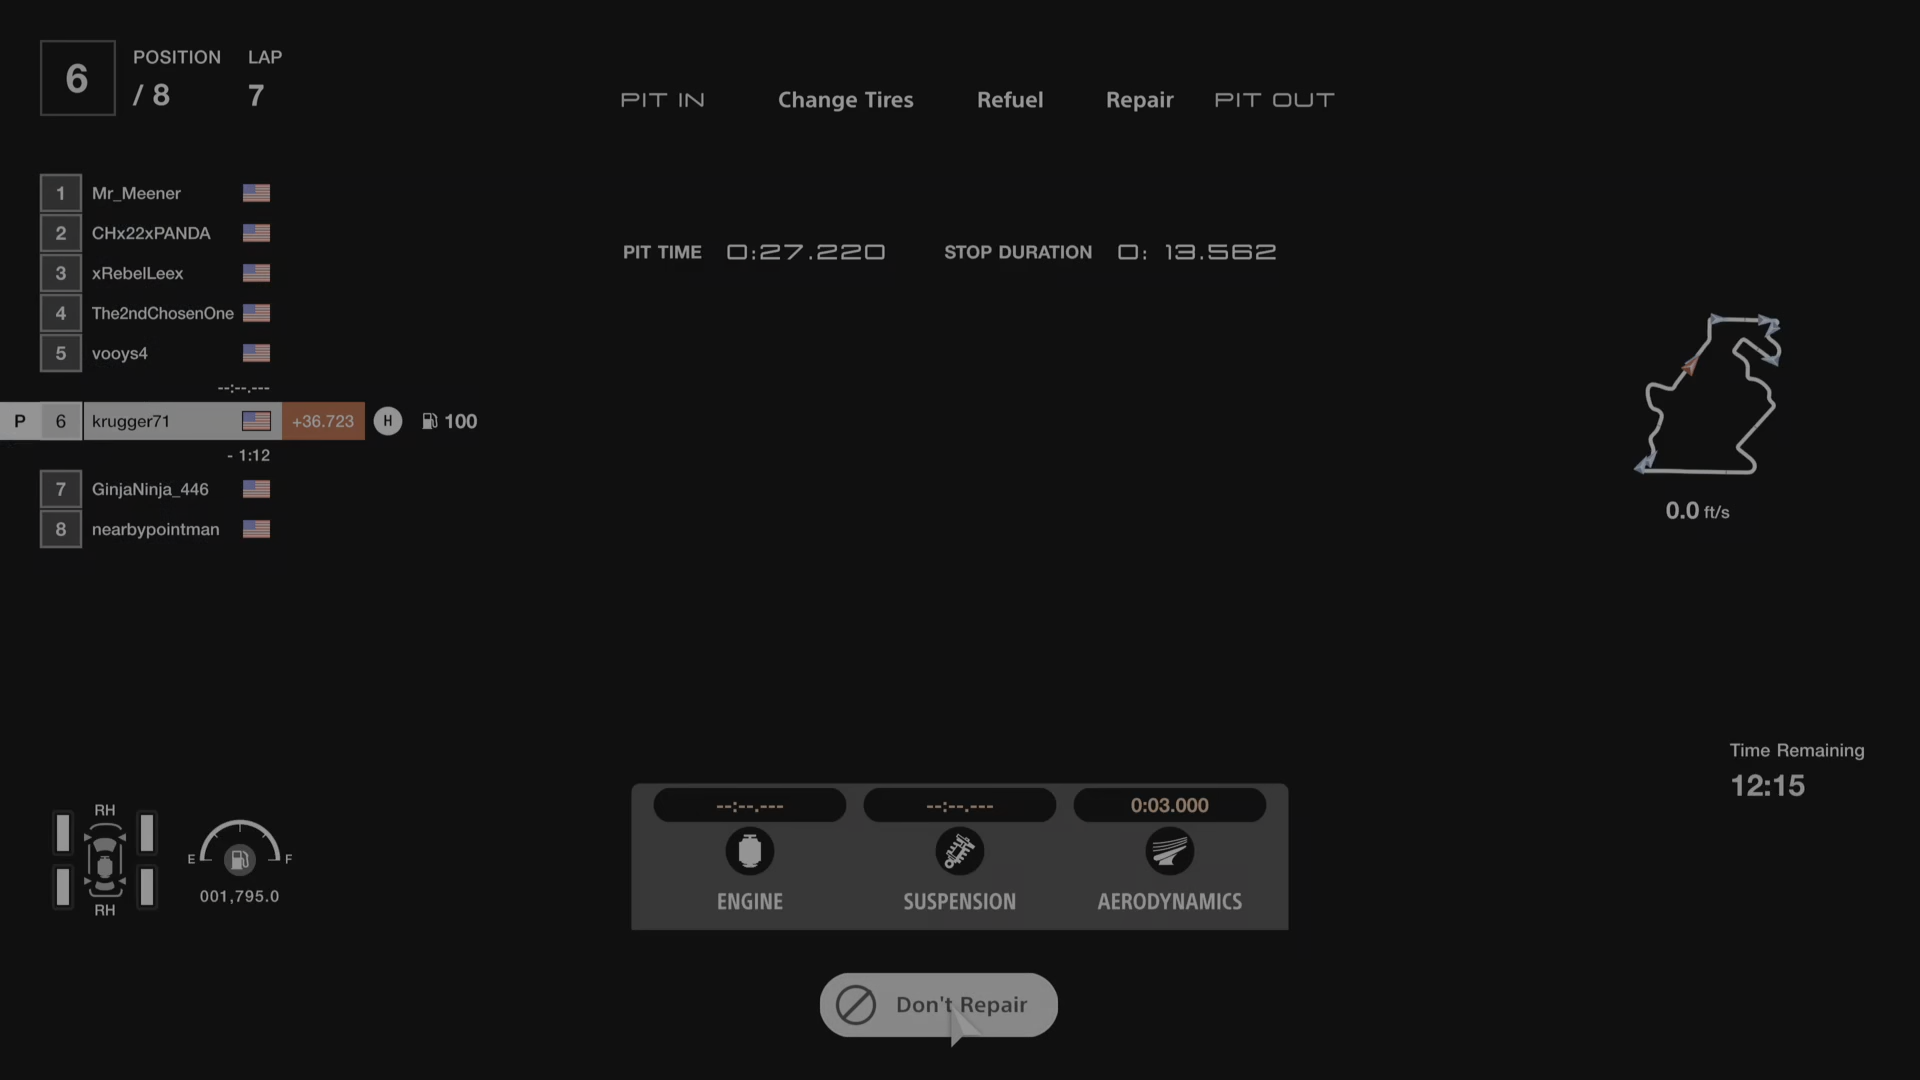 6
POSITION
/ 8
LAP
7
PIT IN
Change Tires
Refuel
Repair
PIT OUT
PIT TIME 0:27.220
STOP DURATION 0: 13.562
1 Mr_Meener
2 CHx22xPANDA
3 xRebelLeex
4 The2ndChosenOne
5 vooys4
--:--.---
P 6 krugger71 +36.723 H 100
- 1:12
7 GinjaNinja_446
8 nearbypointman
0.0 ft/s
Time Remaining
12:15
RH
RH
E F
001,795.0
--:--.---
--:--.---
0:03.000
ENGINE
SUSPENSION
AERODYNAMICS
Don't Repair